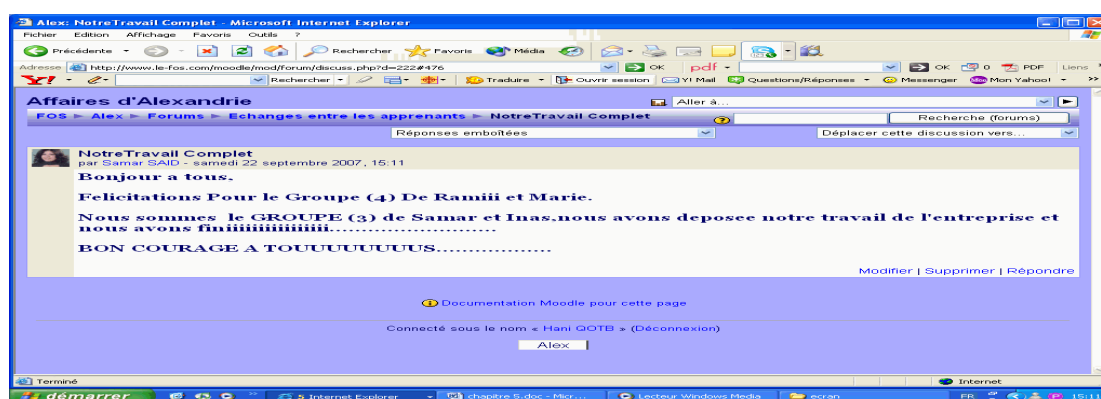 Alex: NotreTravail Complet - Microsoft Internet Explorer
Fichier Edition Affichage Favoris Outils ?
Précédente Rechercher Favoris Média
Adresse http://www.le-fos.com/moodle/mod/forum/discuss.php?d=222#476 OK pdf OK 0 PDF Liens
Y! Rechercher Traduire Ouvrir session Y! Mail Questions/Réponses Messenger Mon Yahoo! »
Affaires d'Alexandrie Aller à...
FOS ► Alex ► Forums ► Echanges entre les apprenants ► NotreTravail Complet Recherche (forums)
Réponses emboîtées Déplacer cette discussion vers...
NotreTravail Complet
par Samar SAID - samedi 22 septembre 2007, 15:11
Bonjour a tous.
Felicitations Pour le Groupe (4) De Ramiii et Marie.
Nous sommes le GROUPE (3) de Samar et Inas.nous avons deposee notre travail de l'entreprise et
nous avons finiiiiiiiiiiiiiii.........................
BON COURAGE A TOUUUUUUUUS.................
Modifier | Supprimer | Répondre
Documentation Moodle pour cette page
Connecté sous le nom « Hani QOTB » (Déconnexion)
Alex
Terminé Internet
démarrer 5 Internet Explorer chapitre 5.doc - Micr... Lecteur Windows Media ecran FR 15:11